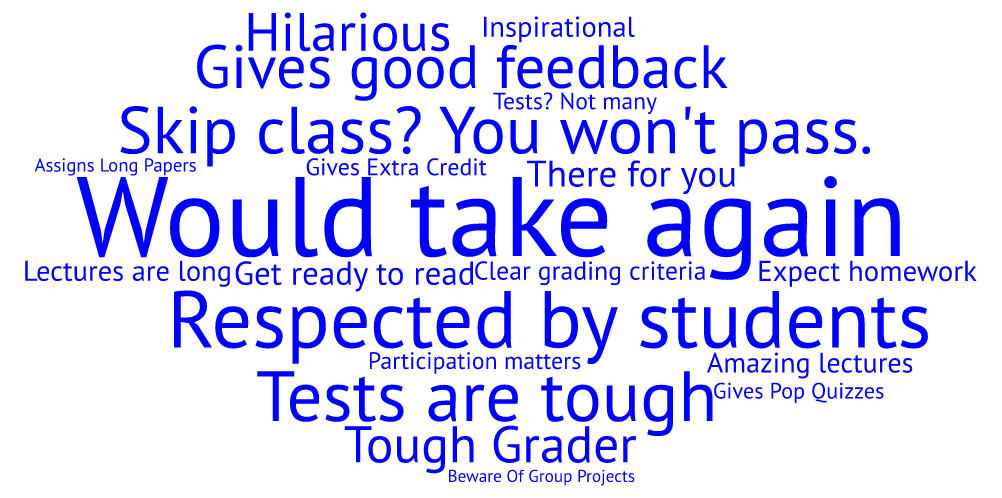 Hilarious
Inspirational
Gives good feedback
Tests? Not many
Skip class? You won't pass.
Assigns Long Papers
Gives Extra Credit
There for you
Would take again
Lectures are long
Get ready to read
Clear grading criteria
Expect homework
Respected by students
Participation matters
Amazing lectures
Tests are tough
Gives Pop Quizzes
Tough Grader
Beware Of Group Projects